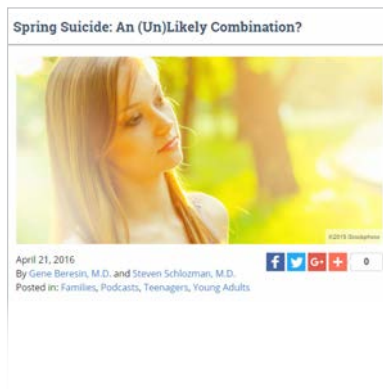 Spring Suicide: An (Un)Likely Combination?
April 21, 2016
By Gene Beresin, M.D. and Steven Schlozman, M.D.
Posted in: Families, Podcasts, Teenagers, Young Adults
f G+ + 0